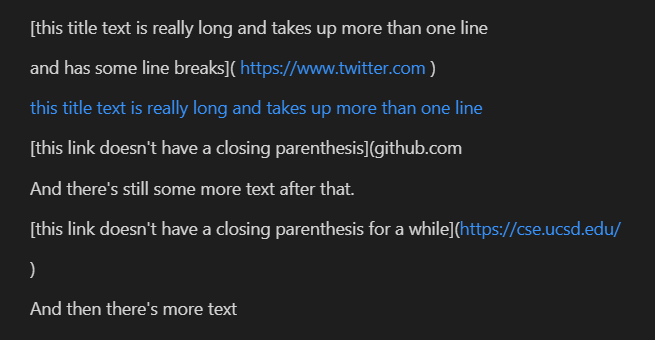 [this title text is really long and takes up more than one line
and has some line breaks]( https://www.twitter.com )
this title text is really long and takes up more than one line
[this link doesn't have a closing parenthesis](github.com
And there's still some more text after that.
[this link doesn't have a closing parenthesis for a while](https://cse.ucsd.edu/
)
And then there's more text